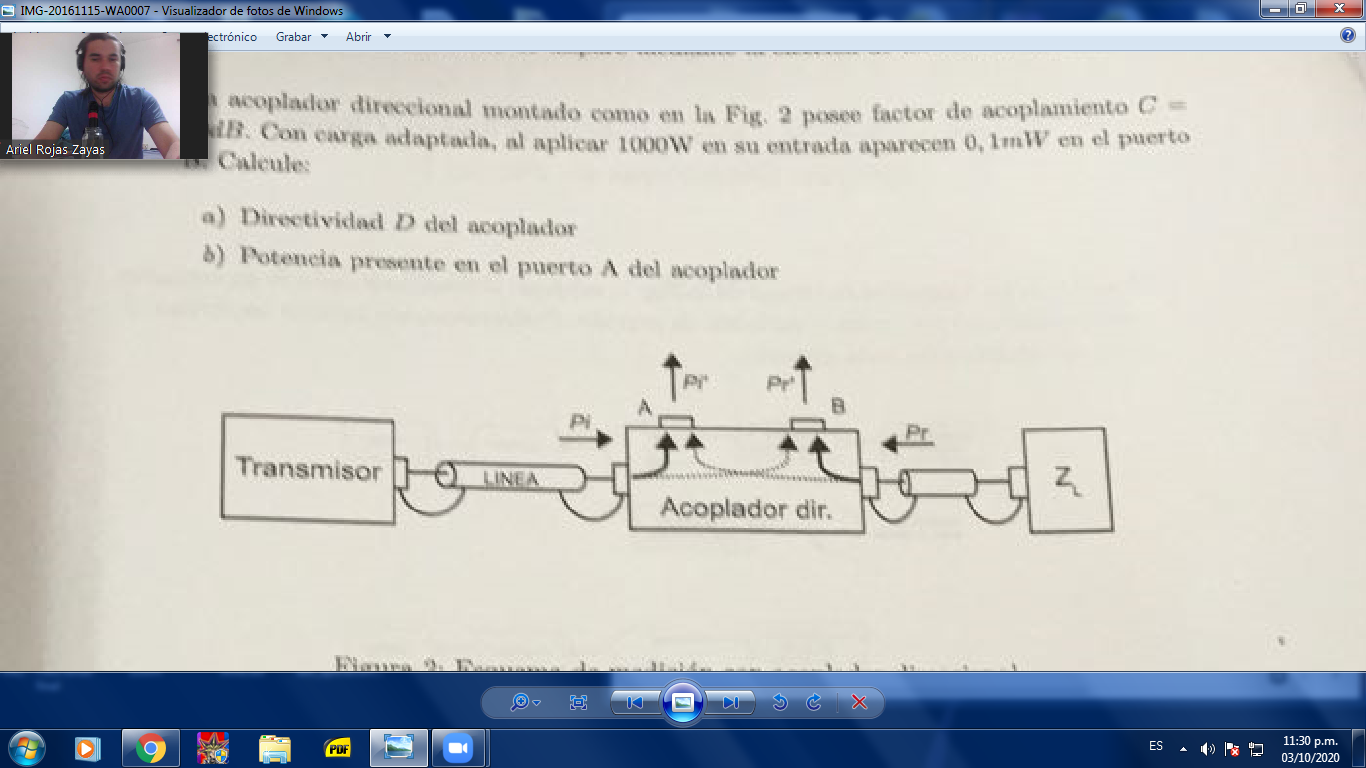 IMG-20161115-WA0007 - Visualizador de fotos de Windows
lectrónico Grabar Abrir
Ariel Rojas Zayas
acoplador direccional montado como en la Fig. 2 posee factor de acoplamiento C =
dB. Con carga adaptada, al aplicar 1000W en su entrada aparecen 0,1mW en el puerto
B. Calcule:
a) Directividad D del acoplador
b) Potencia presente en el puerto A del acoplador
Pi' Pr'
A B
Pi Pr
Transmisor LINEA Z
L
Acoplador dir.
Figura 2: Esquema de medición con acoplador direccional
ES
PDF
11:30 p.m.
03/10/2020